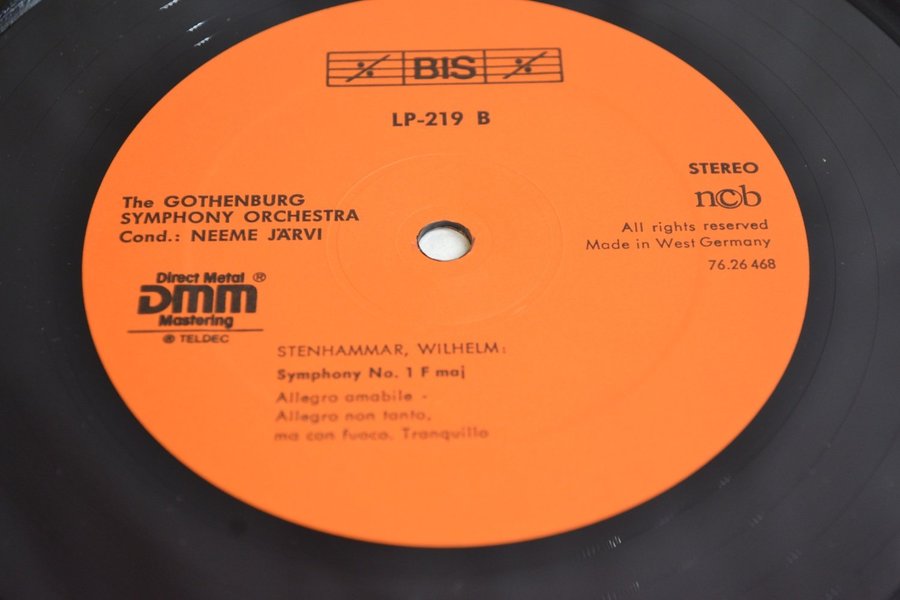 BIS
LP-219 B
STEREO
ncb
All rights reserved
Made in West Germany
76.26 468
The GOTHENBURG
SYMPHONY ORCHESTRA
Cond.: NEEME JÄRVI
Direct Metal ®
DMM
Mastering
® TELDEC
STENHAMMAR, WILHELM:
Symphony No. 1 F maj
Allegro amabile -
Allegro non tanto,
ma con fuoco. Tranquillo